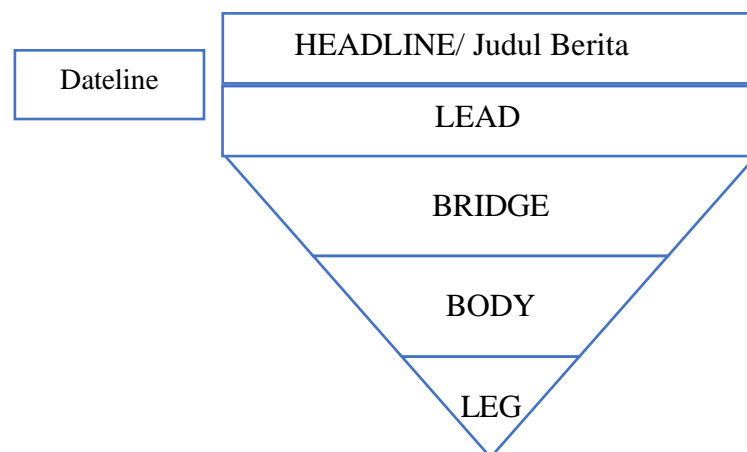 HEADLINE/ Judul Berita
Dateline
LEAD
BRIDGE
BODY
LEG